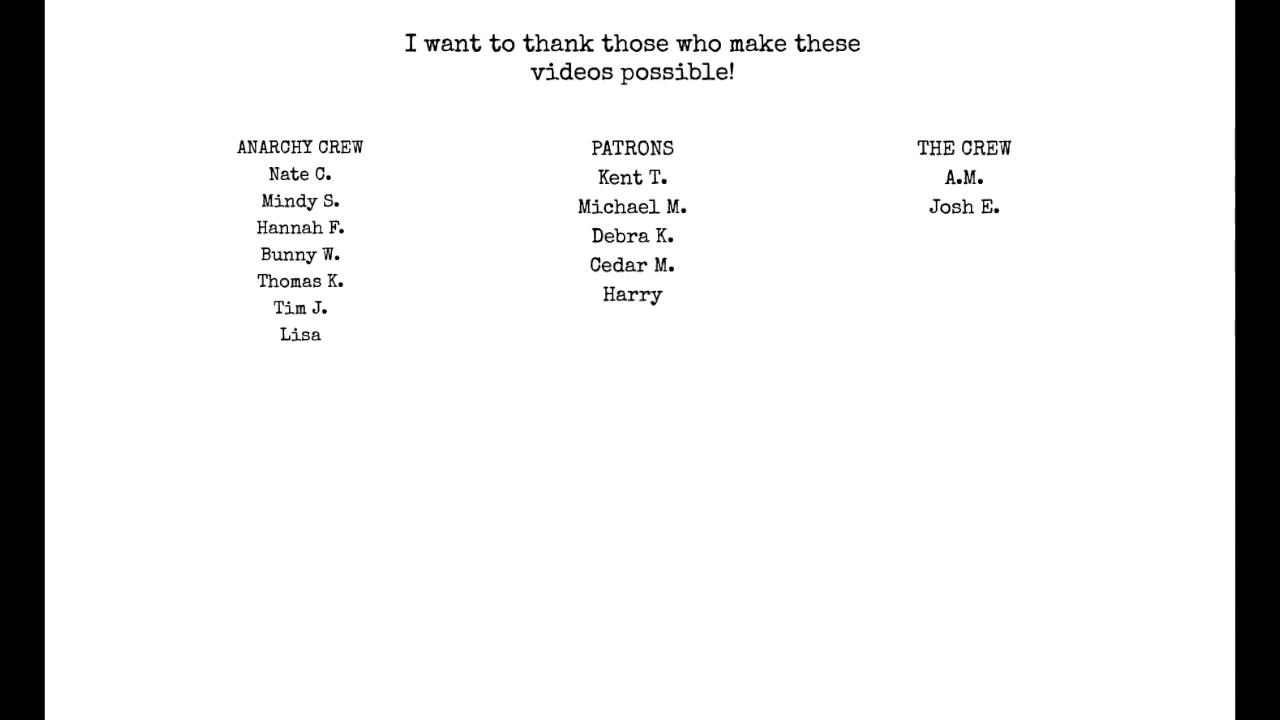 I want to thank those who make these
videos possible!
ANARCHY CREW
Nate C.
Mindy S.
Hannah F.
Bunny W.
Thomas K.
Tim J.
Lisa
PATRONS
Kent T.
Michael M.
Debra K.
Cedar M.
Harry
THE CREW
A.M.
Josh E.